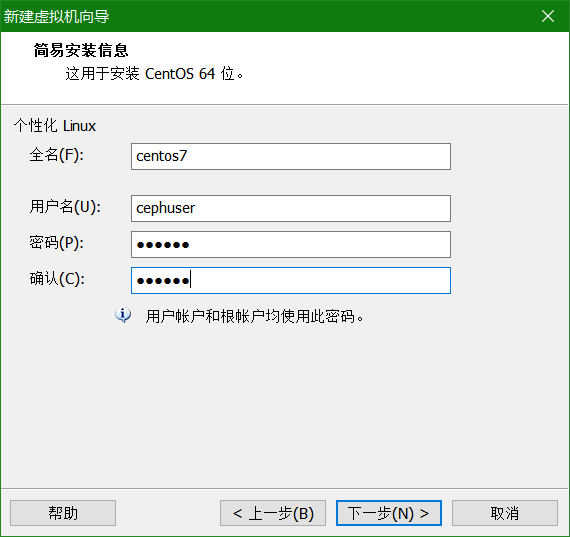 新建虚拟机向导
简易安装信息
这用于安装 CentOS 64 位。
个性化 Linux
全名(F): centos7
用户名(U): cephuser
密码(P): ●●●●●●
确认(C): ●●●●●●
用户帐户和根帐户均使用此密码。
帮助 < 上一步(B) 下一步(N) > 取消